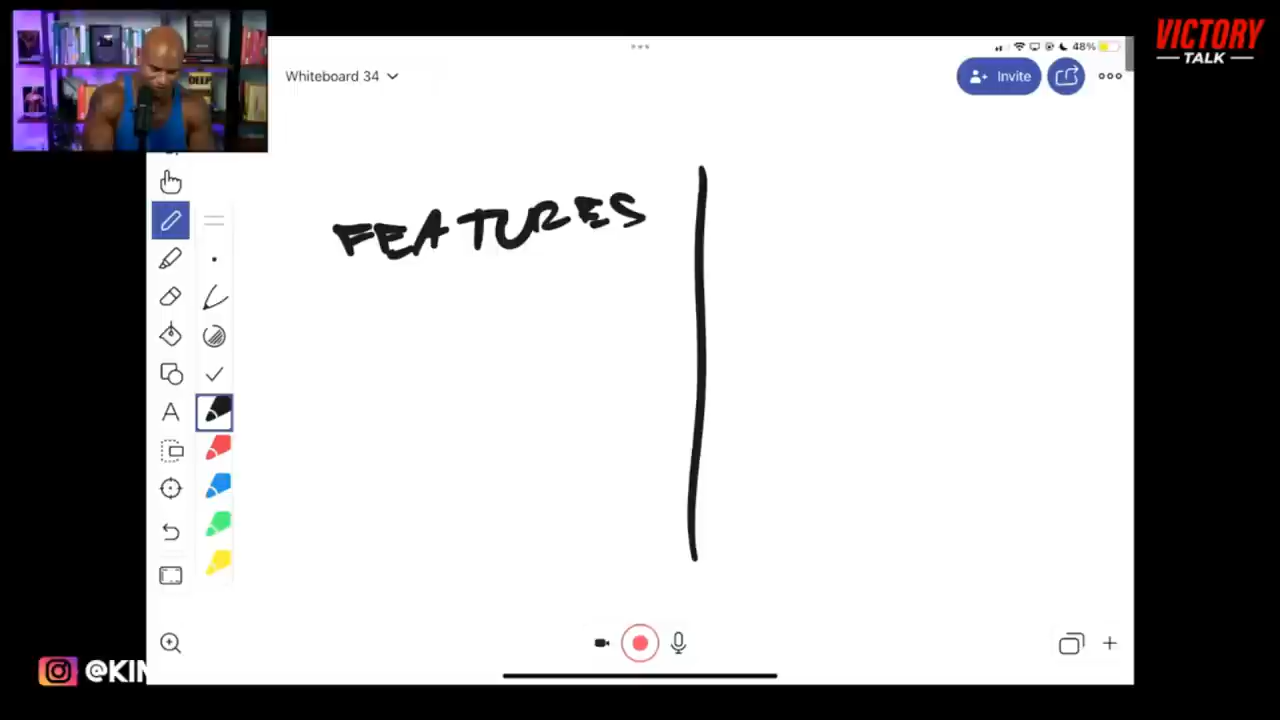 VICTORY
TALK
48%
Whiteboard 34
Invite
FEATURES
A
@KIN